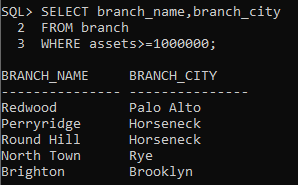 SQL> SELECT branch_name,branch_city
  2  FROM branch
  3  WHERE assets>=1000000;
BRANCH_NAME     BRANCH_CITY
--------------- ---------------
Redwood         Palo Alto
Perryridge      Horseneck
Round Hill      Horseneck
North Town      Rye
Brighton        Brooklyn